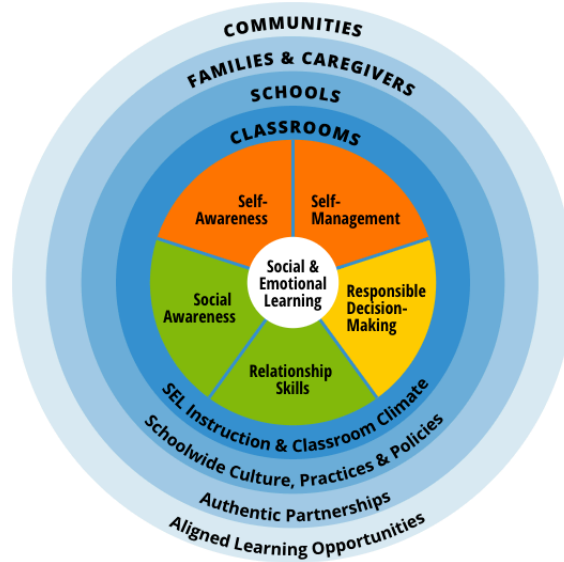 COMMUNITIES
FAMILIES & CAREGIVERS
SCHOOLS
CLASSROOMS
Self-
Awareness
Self-
Management
Social &
Emotional
Learning
Social
Awareness
Responsible
Decision-
Making
Relationship
Skills
SEL Instruction & Classroom Climate
Schoolwide Culture, Practices & Policies
Authentic Partnerships
Aligned Learning Opportunities